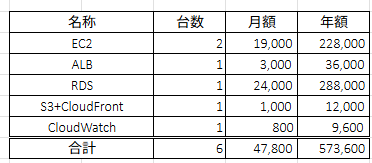 名称 台数 月額 年額
EC2 2 19,000 228,000
ALB 1 3,000 36,000
RDS 1 24,000 288,000
S3+CloudFront 1 1,000 12,000
CloudWatch 1 800 9,600
合計 6 47,800 573,600